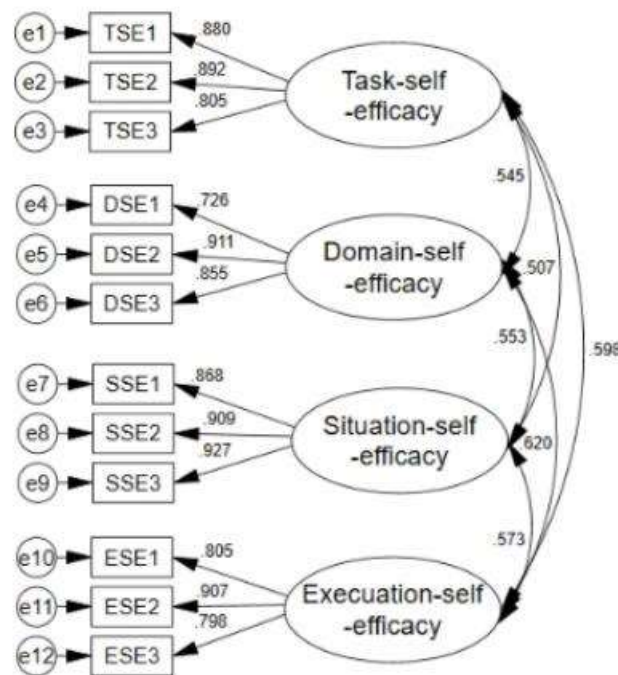 e1 TSE1 .880
e2 TSE2 .892
e3 TSE3 .805
Task-self
-efficacy
.545
e4 DSE1 .726
e5 DSE2 .911
e6 DSE3 .855
Domain-self
-efficacy
.507
.553
.598
e7 SSE1 .868
e8 SSE2 .909
e9 SSE3 .927
Situation-self
-efficacy
.620
.573
e10 ESE1 .805
e11 ESE2 .907
e12 ESE3 .798
Execuation-self
-efficacy